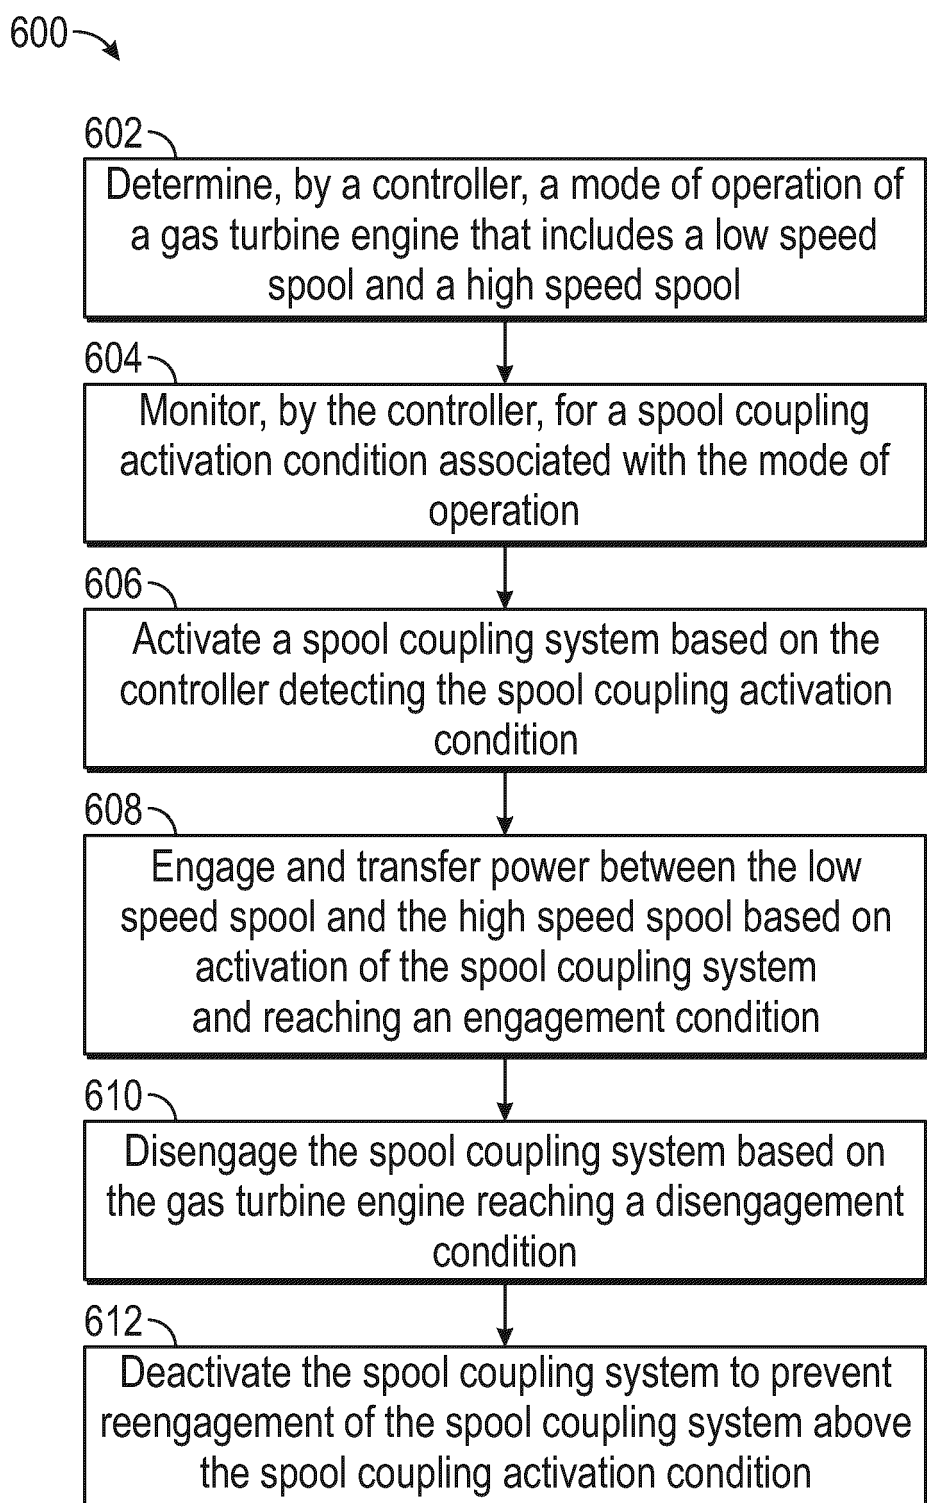 600
602
Determine, by a controller, a mode of operation of
a gas turbine engine that includes a low speed
spool and a high speed spool
604
Monitor, by the controller, for a spool coupling
activation condition associated with the mode of
operation
606
Activate a spool coupling system based on the
controller detecting the spool coupling activation
condition
608
Engage and transfer power between the low
speed spool and the high speed spool based on
activation of the spool coupling system
and reaching an engagement condition
610
Disengage the spool coupling system based on
the gas turbine engine reaching a disengagement
condition
612
Deactivate the spool coupling system to prevent
reengagement of the spool coupling system above
the spool coupling activation condition